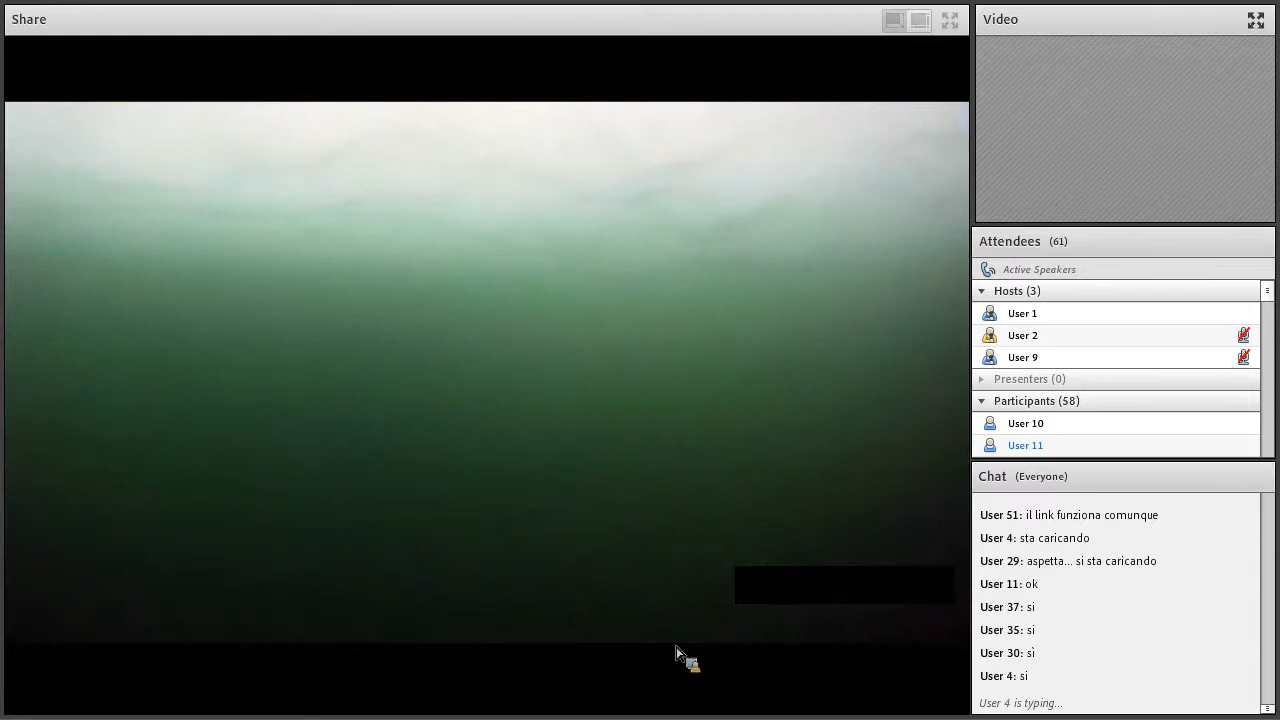 Share
Video
Attendees (61)
Active Speakers
Hosts (3)
User 1
User 2
User 9
Presenters (0)
Participants (58)
User 10
User 11
Chat (Everyone)
User 51: il link funziona comunque
User 4: sta caricando
User 29: aspetta... si sta caricando
User 11: ok
User 37: si
User 35: si
User 30: sì
User 4: si
User 4 is typing...